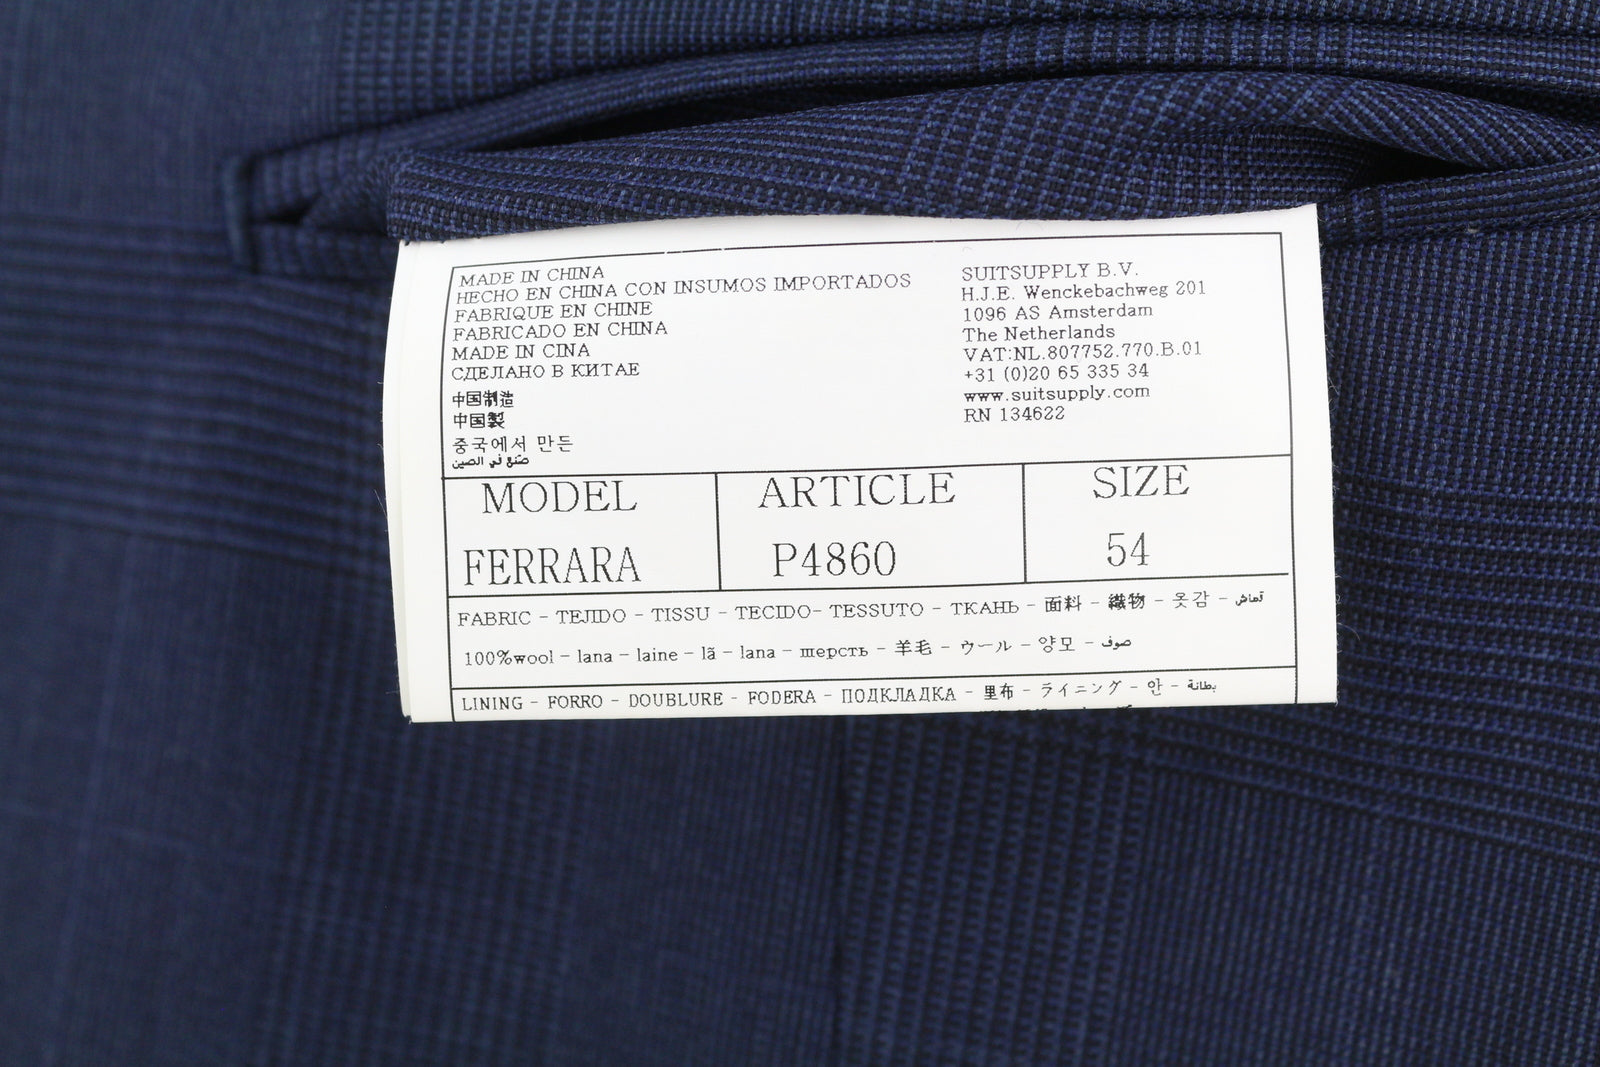 MADE IN CHINA
HECHO EN CHINA CON INSUMOS IMPORTADOS
FABRIQUE EN CHINE
FABRICADO EN CHINA
MADE IN CINA
СДЕЛАНО В КИТАЕ
中国制造
中国製
중국에서 만든
صنع في الصين
SUITSUPPLY B.V.
H.J.E. Wenckebachweg 201
1096 AS Amsterdam
The Netherlands
VAT:NL.807752.770.B.01
+31 (0)20 65 335 34
www.suitsupply.com
RN 134622
MODEL ARTICLE SIZE
FERRARA P4860 54
FABRIC - TEJIDO - TISSU - TECIDO- TESSUTO - ТКАНЬ - 面料 - 織物 - 옷감 - قماش
100%wool - lana - laine - lã - lana - шерсть - 羊毛 - ウール - 양모 - صوف
LINING - FORRO - DOUBLURE - FODERA - ПОДКЛАДКА - 里布 - ライニング - 안 - بطانة